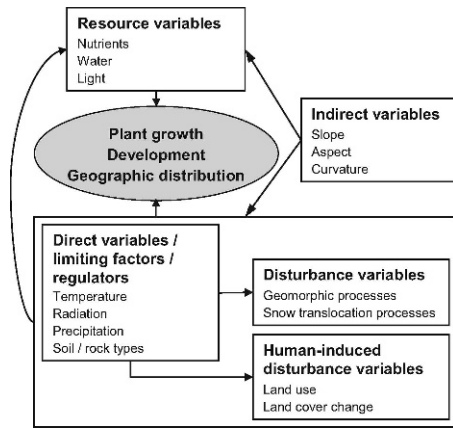 Resource variables
Nutrients
Water
Light
Plant growth
Development
Geographic distribution
Indirect variables
Slope
Aspect
Curvature
Direct variables /
limiting factors /
regulators
Temperature
Radiation
Precipitation
Soil / rock types
Disturbance variables
Geomorphic processes
Snow translocation processes
Human-induced
disturbance variables
Land use
Land cover change